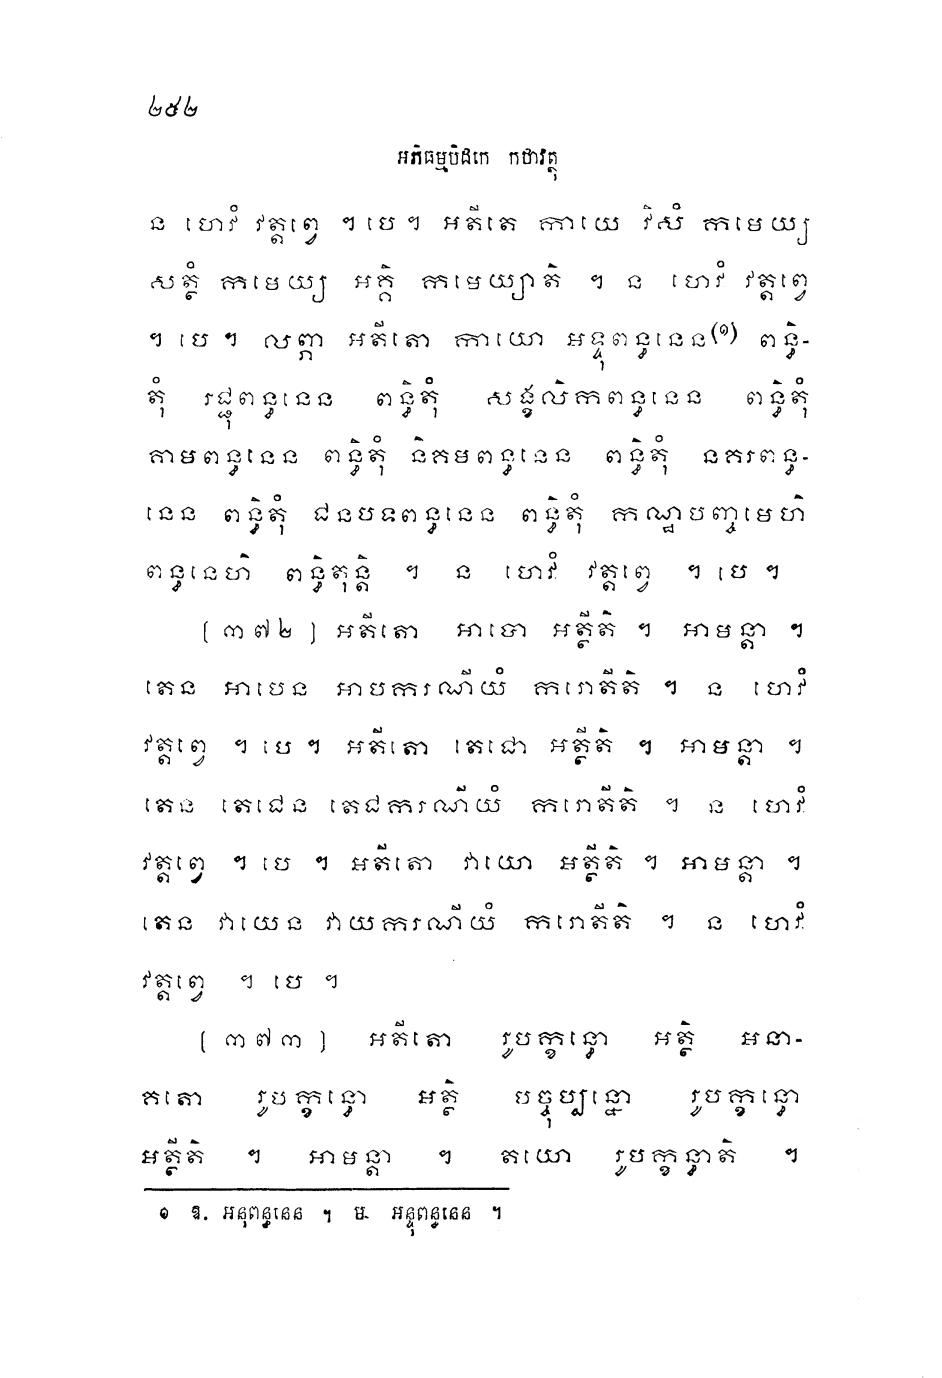 ២៥២
អភិធម្មបិដកេ កថាវត្ថុ
ន ហេវំ វត្តព្វេ ។ បេ ។ អតីតេ កាយេ វិសំ កមេយ្យ
សត្ថំ កមេយ្យ អគ្គិ កមេយ្យាតិ ។ ន ហេវំ វត្តព្វេ
។ បេ ។ លព្ភា អតីតោ កាយោ អទ្ទុពន្ធនេន(១) ពន្ធិ-
តុំ រជ្ជុពន្ធនេន ពន្ធិតុំ សង្ខលិកពន្ធនេន ពន្ធិតុំ
គាមពន្ធនេន ពន្ធិតុំ និគមពន្ធនេន ពន្ធិតុំ នគរពន្ធ-
នេន ពន្ធិតុំ ជនបទពន្ធនេន ពន្ធិតុំ កណ្ឋបញ្ចមេហិ
ពន្ធនេហិ ពន្ធិតុន្តិ ។ ន ហេវំ វត្តព្វេ ។ បេ ។
[ ៣៧២ ] អតីតោ អាបោ អត្ថីតិ ។ អាមន្តា ។
តេន អាបេន អាបករណីយំ ករោតីតិ ។ ន ហេវំ
វត្តព្វេ ។ បេ ។ អតីតោ តេជោ អត្ថីតិ ។ អាមន្តា ។
តេន តេជេន តេជករណីយំ ករោតីតិ ។ ន ហេវំ
វត្តព្វេ ។ បេ ។ អតីតោ វាយោ អត្ថីតិ ។ អាមន្តា ។
តេន វាយេន វាយករណីយំ ករោតីតិ ។ ន ហេវំ
វត្តព្វេ ។ បេ ។
[ ៣៧៣ ] អតីតោ រូបក្ខន្ធោ អត្ថិ អនា-
គតោ រូបក្ខន្ធោ អត្ថិ បច្ចុប្បន្នោ រូបក្ខន្ធោ
អត្ថីតិ ។ អាមន្តា ។ តយោ រូបក្ខន្ធាតិ ។
១ ឱ. អនុពន្ធនេន ។ ម. អន្ទុពន្ធនេន ។